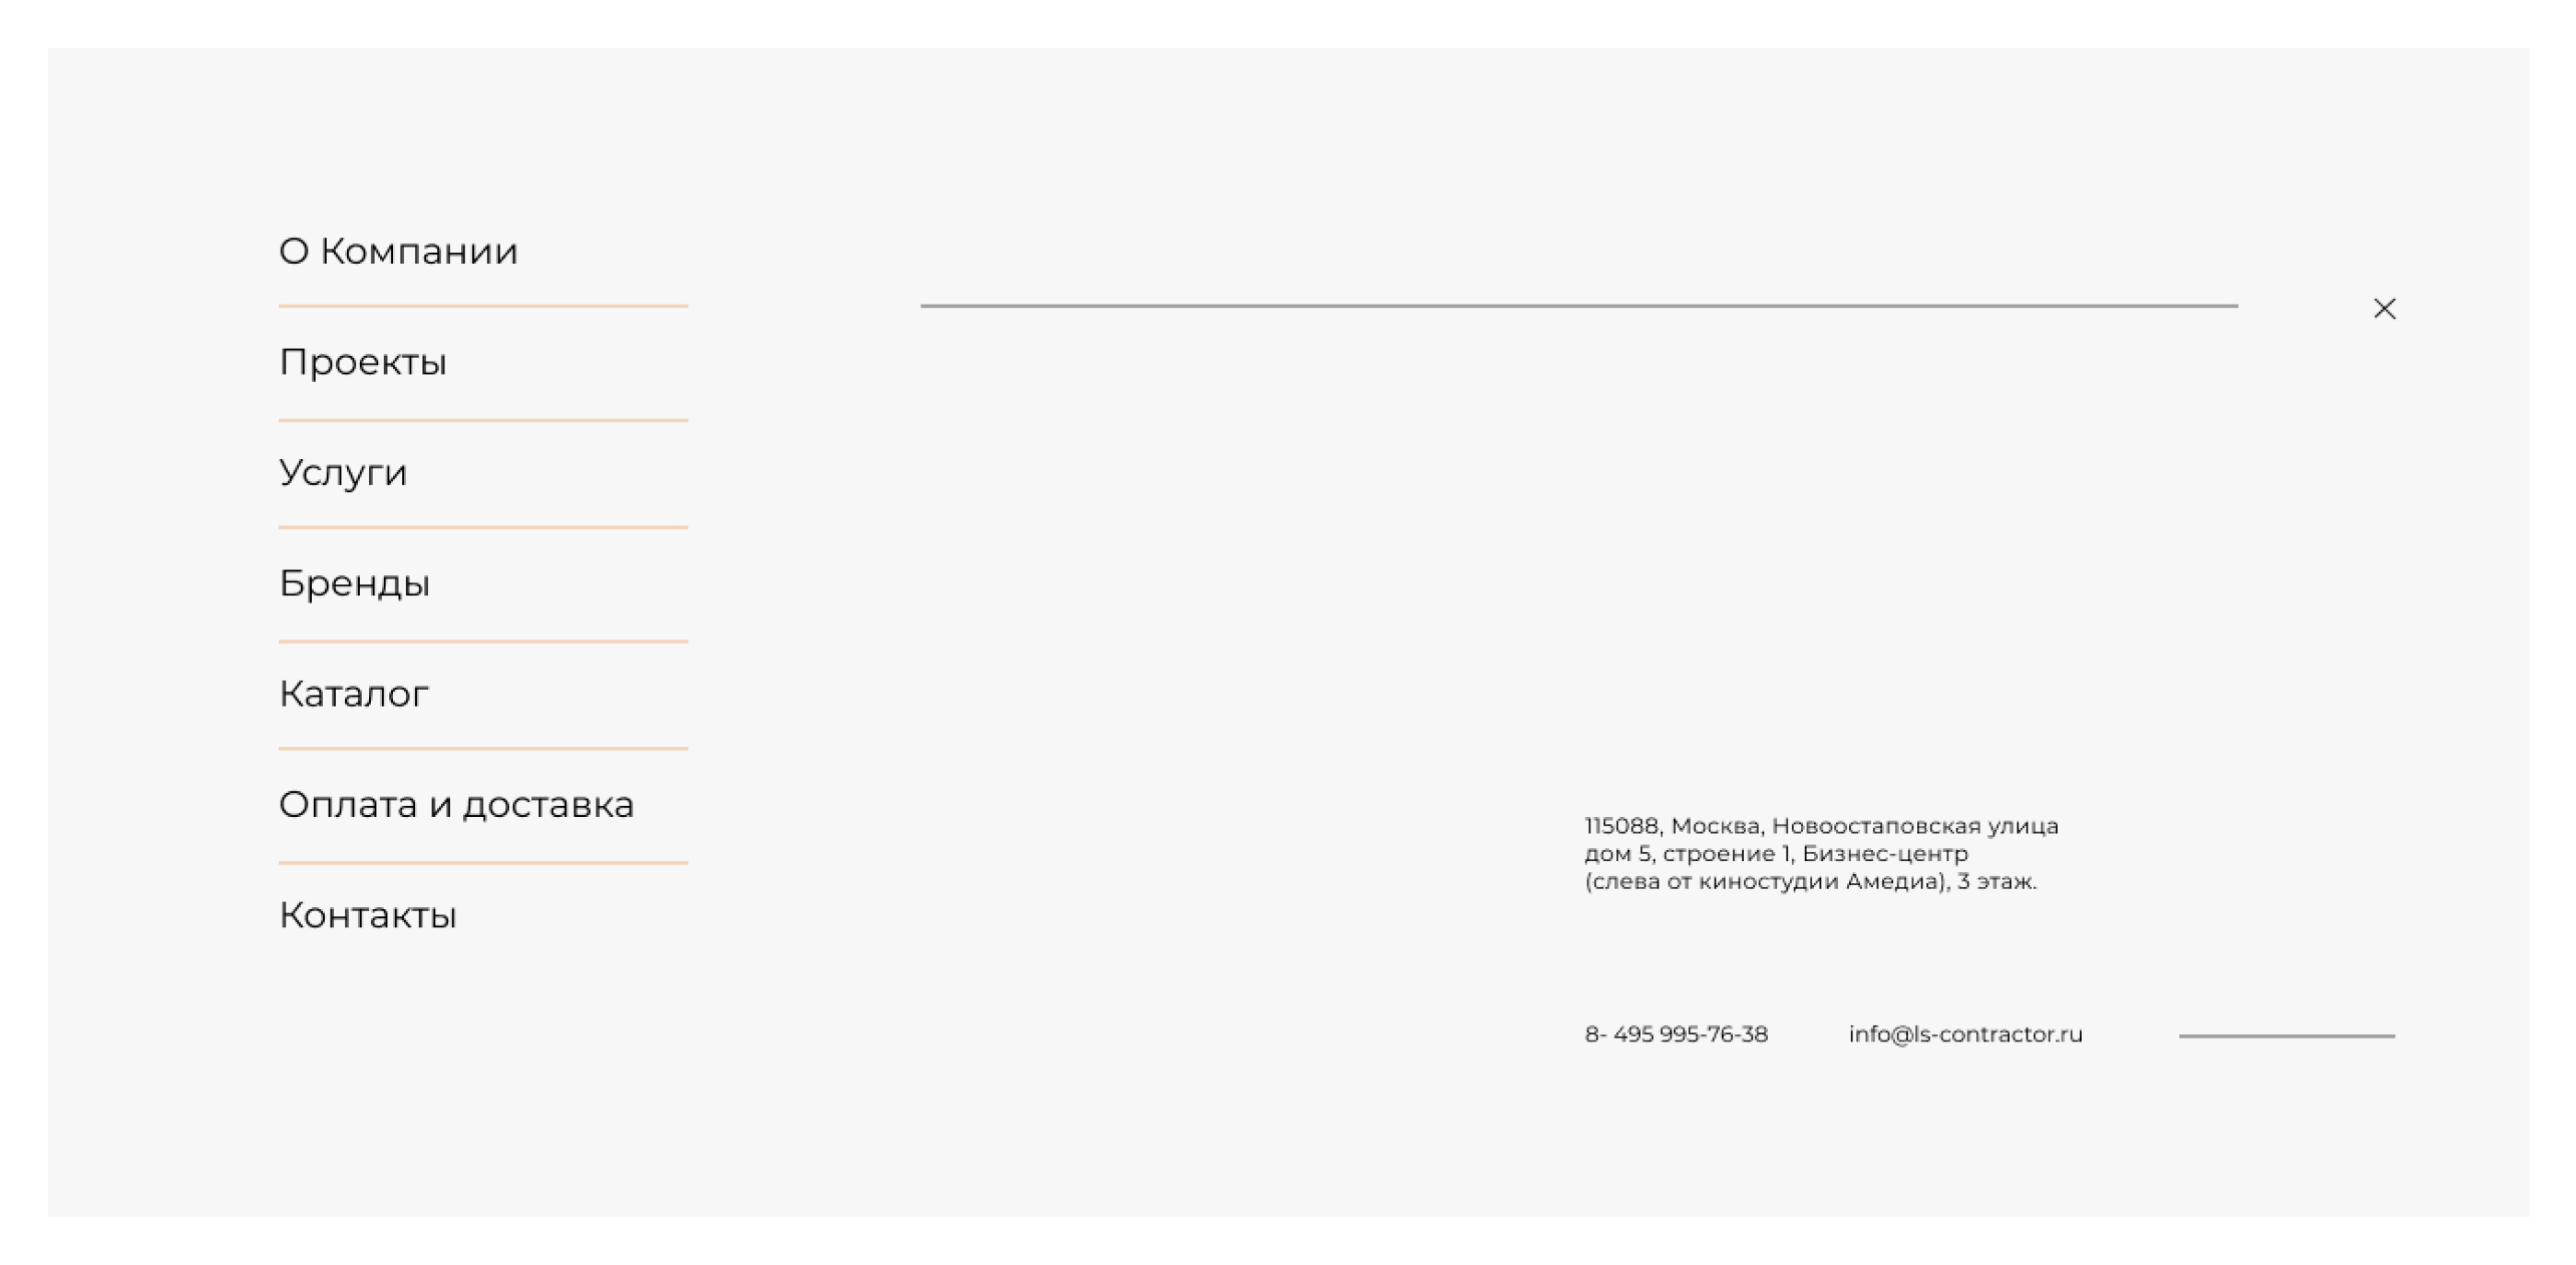 О Компании
Проекты
Услуги
Бренды
Каталог
Оплата и доставка
Контакты
115088, Москва, Новоостаповская улица
дом 5, строение 1, Бизнес-центр
(слева от киностудии Амедиа), 3 этаж.
8- 495 995-76-38
info@ls-contractor.ru